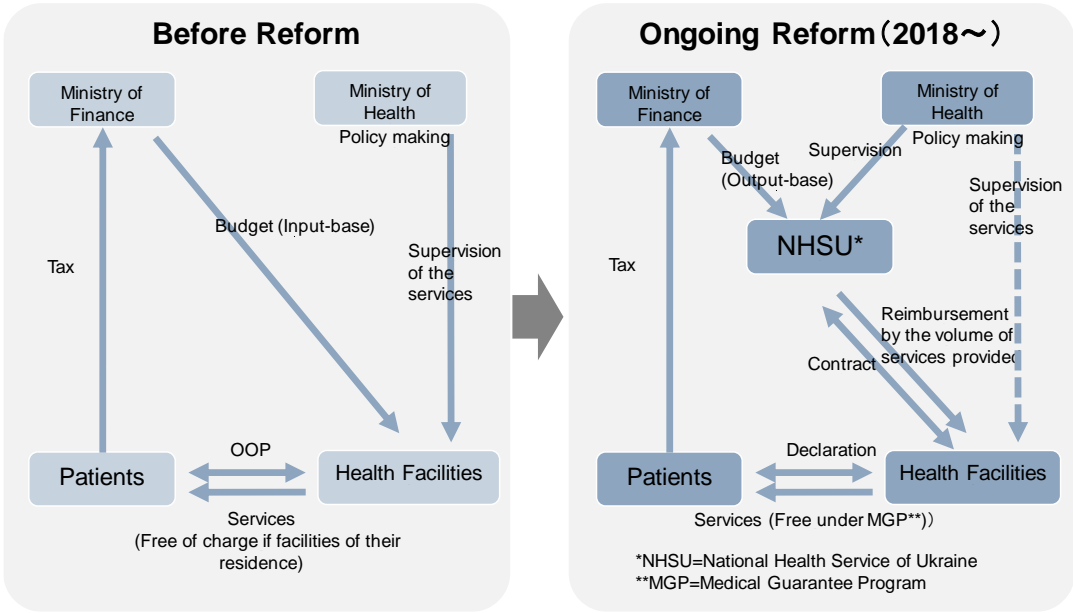 Before Reform
Ministry of
Finance
Ministry of
Health
Policy making
Budget (Input-base)
Tax
Supervision
of the
services
OOP
Patients
Health Facilities
Services
(Free of charge if facilities of their
residence)
Ongoing Reform（2018～）
Ministry of
Finance
Ministry of
Health
Policy making
Budget
(Output-base)
Supervision
Supervision
of the
services
NHSU*
Tax
Reimbursement
by the volume of
services provided
Contract
Declaration
Patients
Health Facilities
Services (Free under MGP**)）
*NHSU=National Health Service of Ukraine
**MGP=Medical Guarantee Program